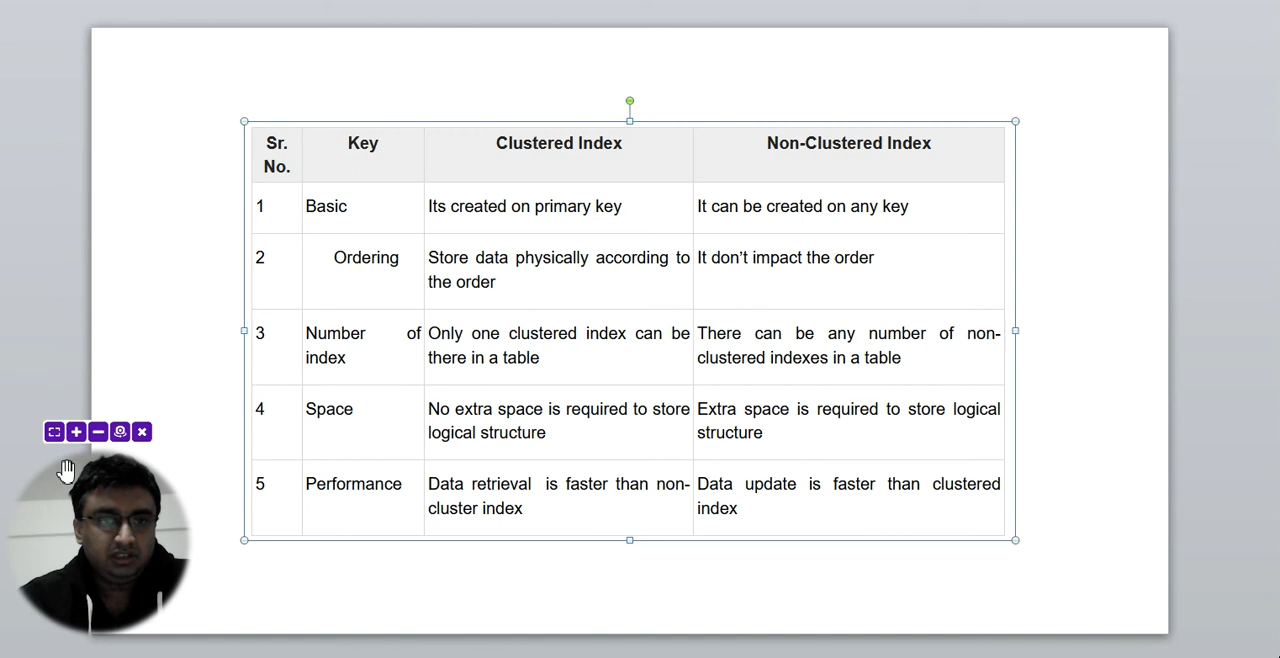 Sr. No. Key Clustered Index Non-Clustered Index
1 Basic Its created on primary key It can be created on any key
2 Ordering Store data physically according to the order It don't impact the order
3 Number of index Only one clustered index can be there in a table There can be any number of non-clustered indexes in a table
4 Space No extra space is required to store logical structure Extra space is required to store logical structure
5 Performance Data retrieval is faster than non-cluster index Data update is faster than clustered index